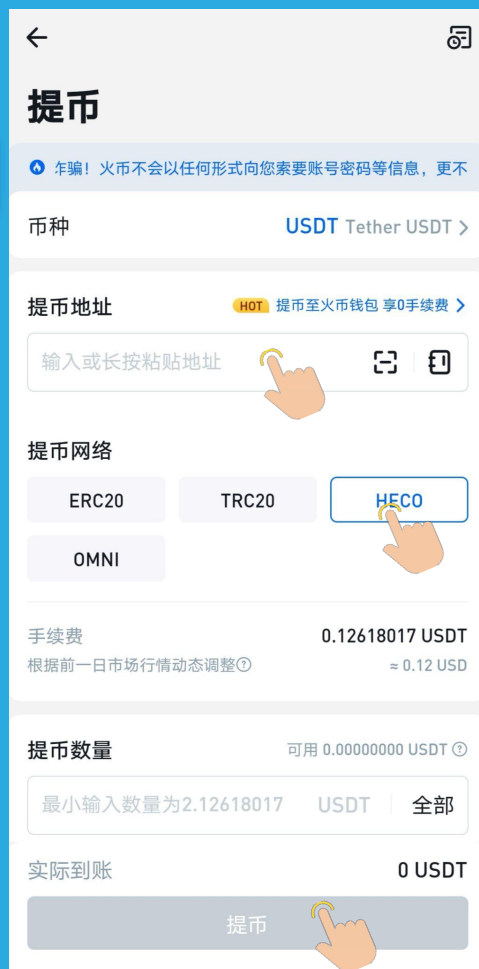 提币
乍骗！火币不会以任何形式向您索要账号密码等信息，更不
币种 USDT Tether USDT >
提币地址 HOT 提币至火币钱包 享0手续费 >
输入或长按粘贴地址
提币网络
ERC20 TRC20 HECO
OMNI
手续费 0.12618017 USDT
根据前一日市场行情动态调整? ≈ 0.12 USD
提币数量 可用 0.00000000 USDT ?
最小输入数量为2.12618017 USDT 全部
实际到账 0 USDT
提币